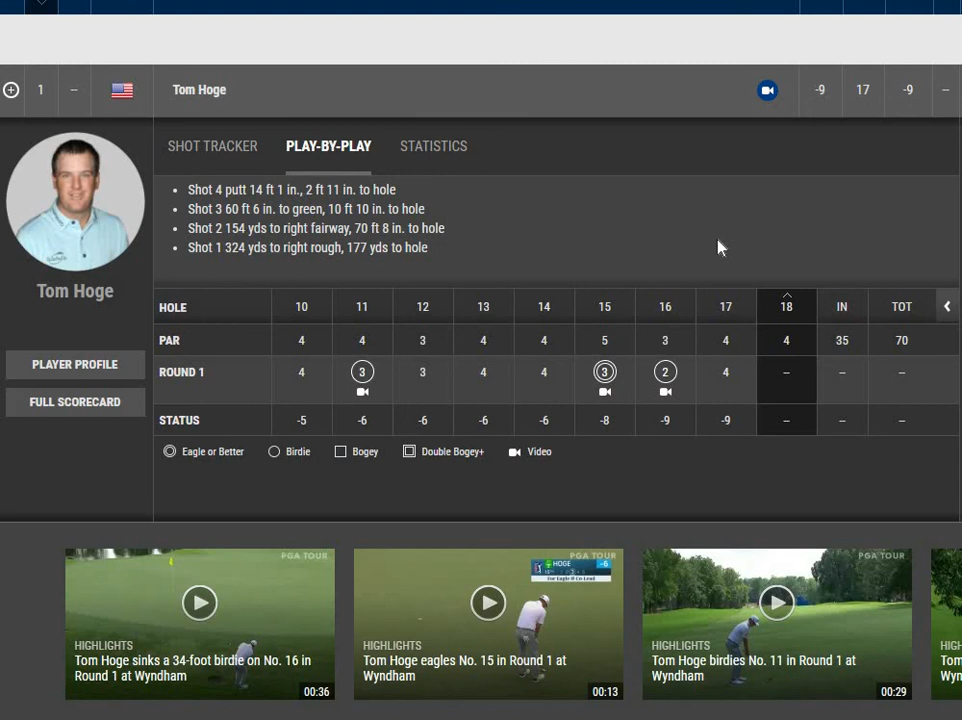 1 – Tom Hoge -9 17 -9 –
SHOT TRACKER PLAY-BY-PLAY STATISTICS
Shot 4 putt 14 ft 1 in., 2 ft 11 in. to hole
Shot 3 60 ft 6 in. to green, 10 ft 10 in. to hole
Shot 2 154 yds to right fairway, 70 ft 8 in. to hole
Shot 1 324 yds to right rough, 177 yds to hole
Tom Hoge
PLAYER PROFILE
FULL SCORECARD
HOLE 10 11 12 13 14 15 16 17 18 IN TOT
PAR 4 4 3 4 4 5 3 4 4 35 70
ROUND 1 4 3 3 4 4 3 2 4 – – –
STATUS -5 -6 -6 -6 -6 -8 -9 -9 – – –
Eagle or Better Birdie Bogey Double Bogey+ Video
PGA TOUR
HIGHLIGHTS
Tom Hoge sinks a 34-foot birdie on No. 16 in
Round 1 at Wyndham
00:36
PGA TOUR
HOGE -6
For Eagle & Co-Lead
HIGHLIGHTS
Tom Hoge eagles No. 15 in Round 1 at
Wyndham
00:13
PGA TOUR
HIGHLIGHTS
Tom Hoge birdies No. 11 in Round 1 at
Wyndham
00:29